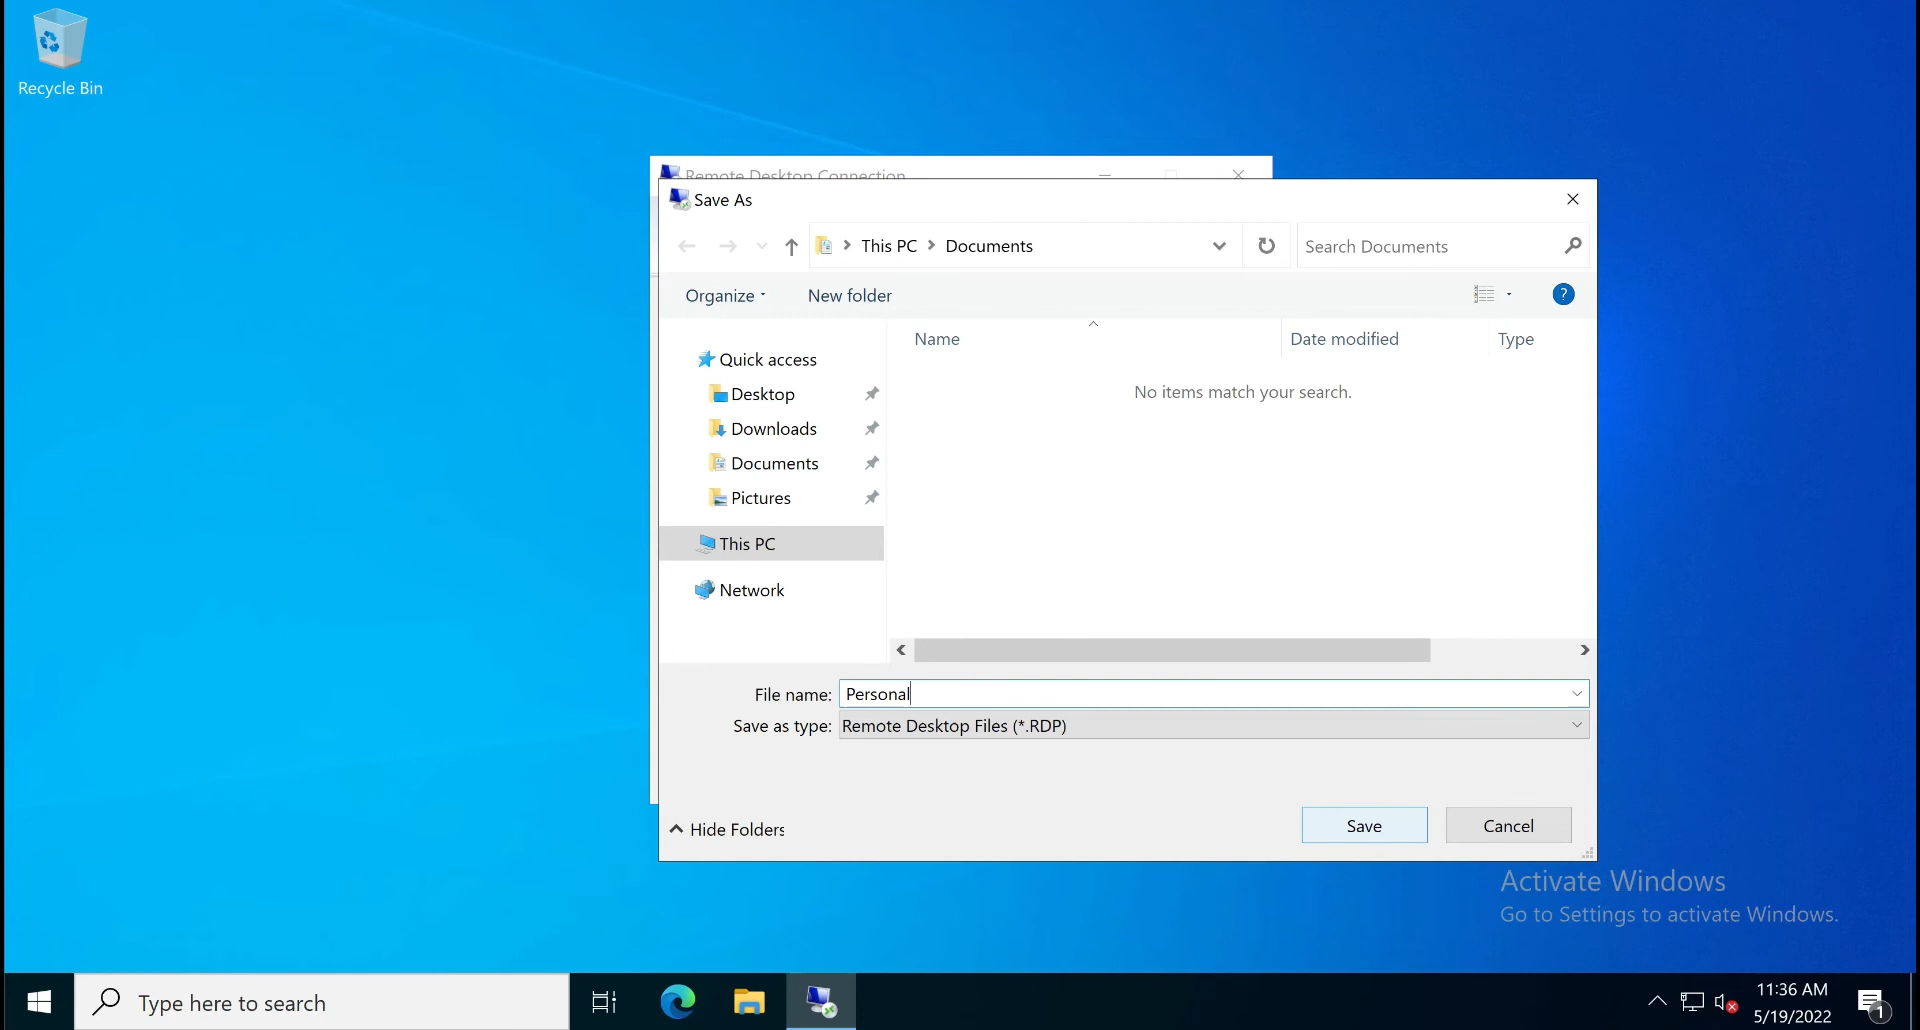 Recycle Bin
Remote Desktop Connection
Save As
This PC
Documents
Search Documents
Organize
New folder
?
Name
Date modified
Type
Quick access
No items match your search.
Desktop
Downloads
Documents
Pictures
This PC
Network
File name: Personal
Save as type: Remote Desktop Files (*.RDP)
Hide Folders
Save
Cancel
Activate Windows
Go to Settings to activate Windows.
Type here to search
11:36 AM
5/19/2022
1